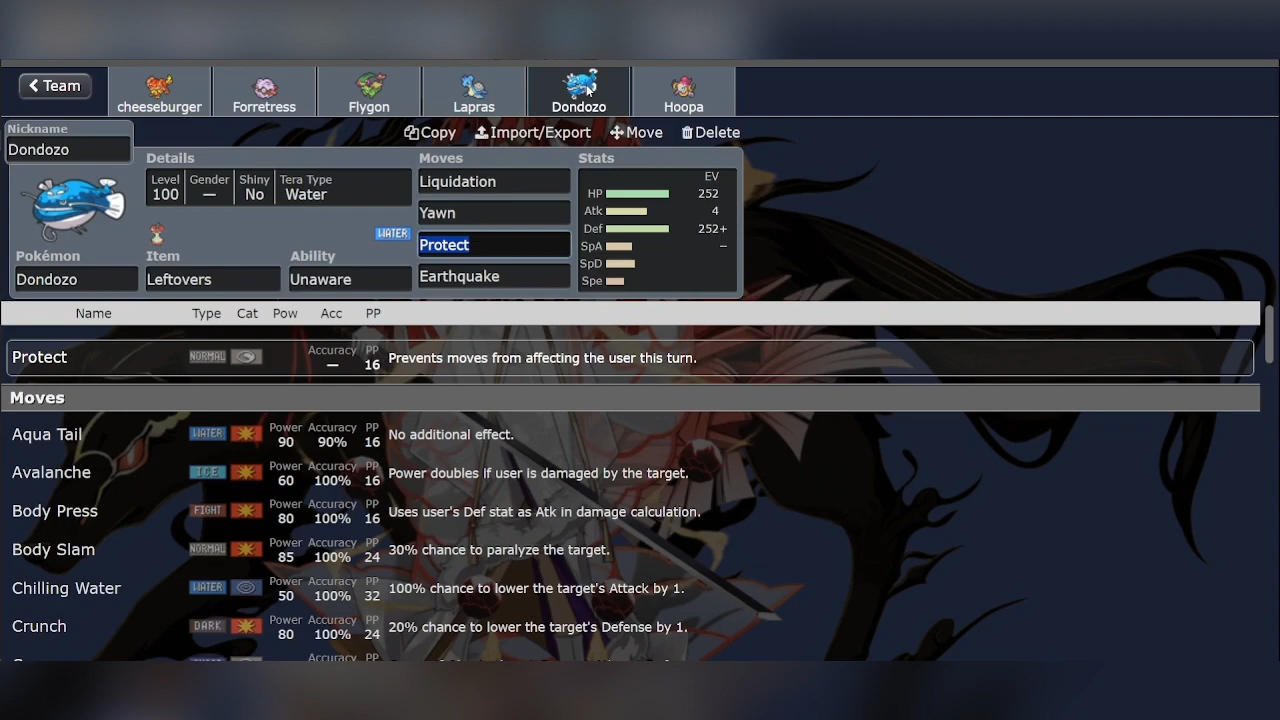 Team
cheeseburger
Forretress
Flygon
Lapras
Dondozo
Hoopa
Nickname
Dondozo
Copy Import/Export Move Delete
Details
Level Gender Shiny Tera Type
100 — No Water
WATER
Pokémon Item Ability
Dondozo Leftovers Unaware
Moves
Liquidation
Yawn
Protect
Earthquake
Stats
EV
HP 252
Atk 4
Def 252+
SpA –
SpD
Spe
Name Type Cat Pow Acc PP
Protect NORMAL Accuracy — PP 16 Prevents moves from affecting the user this turn.
Moves
Aqua Tail WATER Power 90 Accuracy 90% PP 16 No additional effect.
Avalanche ICE Power 60 Accuracy 100% PP 16 Power doubles if user is damaged by the target.
Body Press FIGHT Power 80 Accuracy 100% PP 16 Uses user's Def stat as Atk in damage calculation.
Body Slam NORMAL Power 85 Accuracy 100% PP 24 30% chance to paralyze the target.
Chilling Water WATER Power 50 Accuracy 100% PP 32 100% chance to lower the target's Attack by 1.
Crunch DARK Power 80 Accuracy 100% PP 24 20% chance to lower the target's Defense by 1.
Accuracy PP